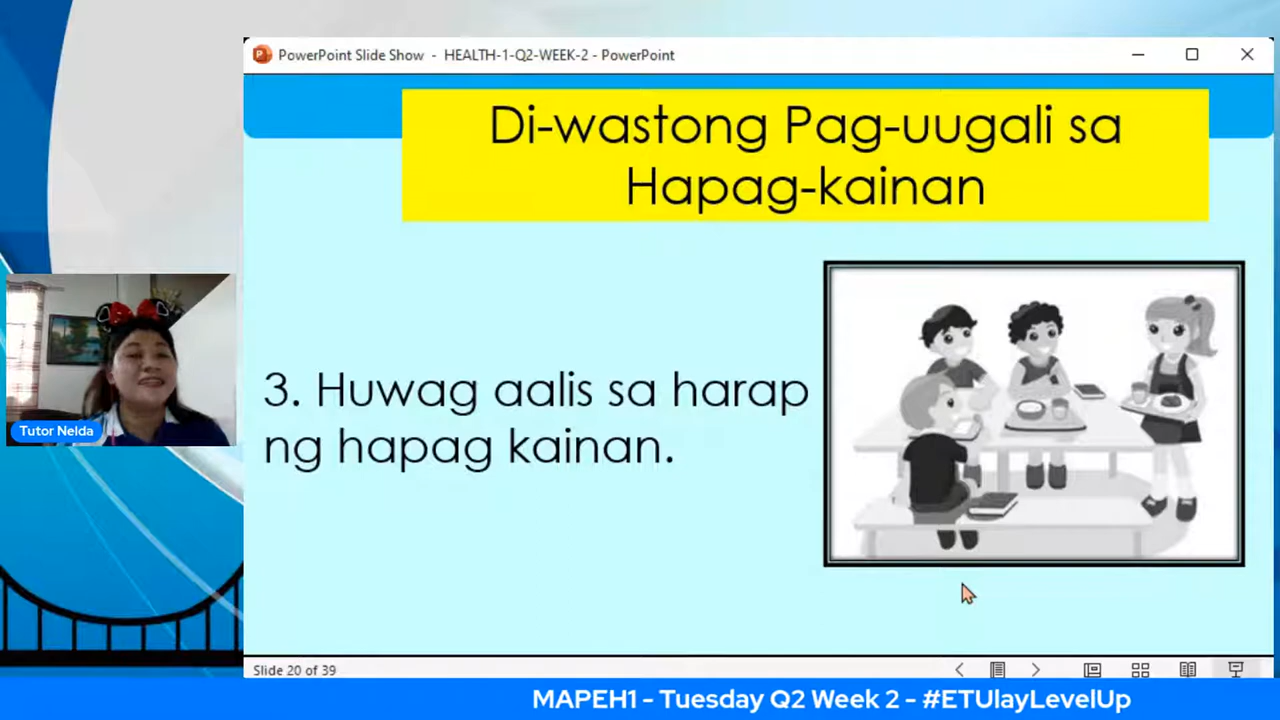 PowerPoint Slide Show - HEALTH-1-Q2-WEEK-2 - PowerPoint
Di-wastong Pag-uugali sa
Hapag-kainan
3. Huwag aalis sa harap
ng hapag kainan.
Tutor Nelda
Slide 20 of 39
MAPEH1 - Tuesday Q2 Week 2 - #ETUlayLevelUp